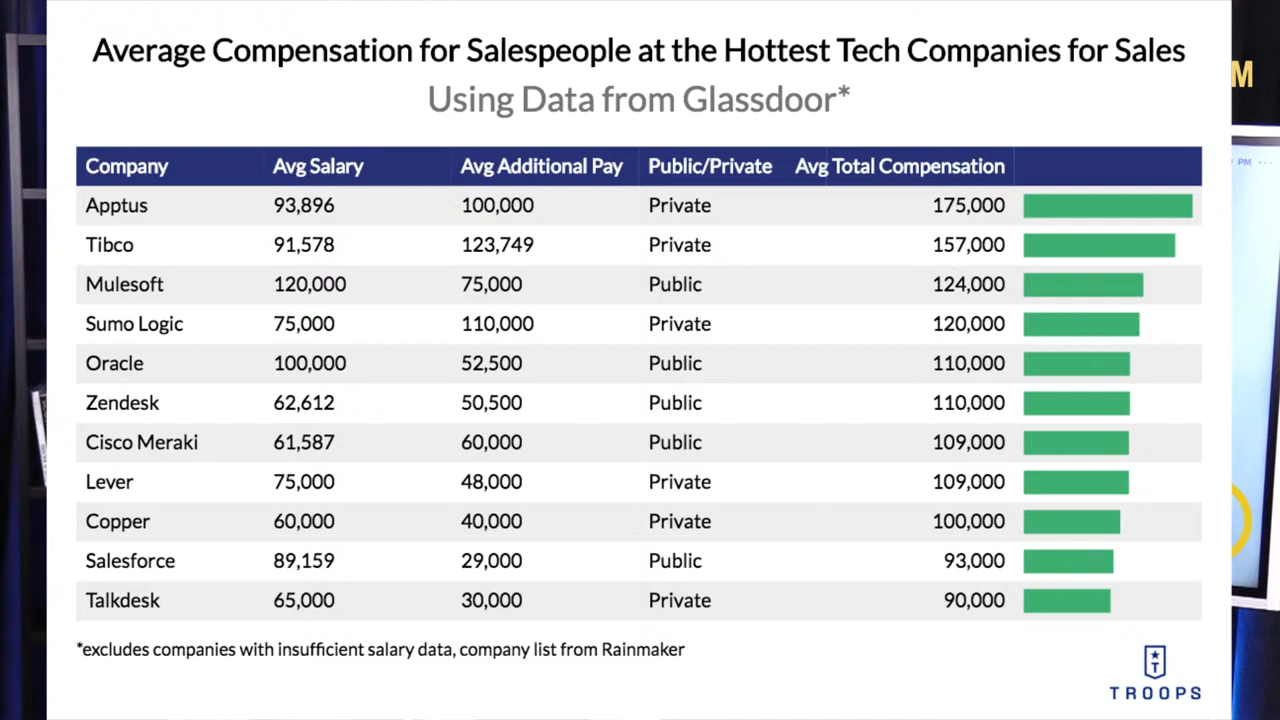 Average Compensation for Salespeople at the Hottest Tech Companies for Sales
Using Data from Glassdoor*
M
PM
Company Avg Salary Avg Additional Pay Public/Private Avg Total Compensation
Apptus 93,896 100,000 Private 175,000
Tibco 91,578 123,749 Private 157,000
Mulesoft 120,000 75,000 Public 124,000
Sumo Logic 75,000 110,000 Private 120,000
Oracle 100,000 52,500 Public 110,000
Zendesk 62,612 50,500 Public 110,000
Cisco Meraki 61,587 60,000 Public 109,000
Lever 75,000 48,000 Private 109,000
Copper 60,000 40,000 Private 100,000
Salesforce 89,159 29,000 Public 93,000
Talkdesk 65,000 30,000 Private 90,000
*excludes companies with insufficient salary data, company list from Rainmaker
T
TROOPS